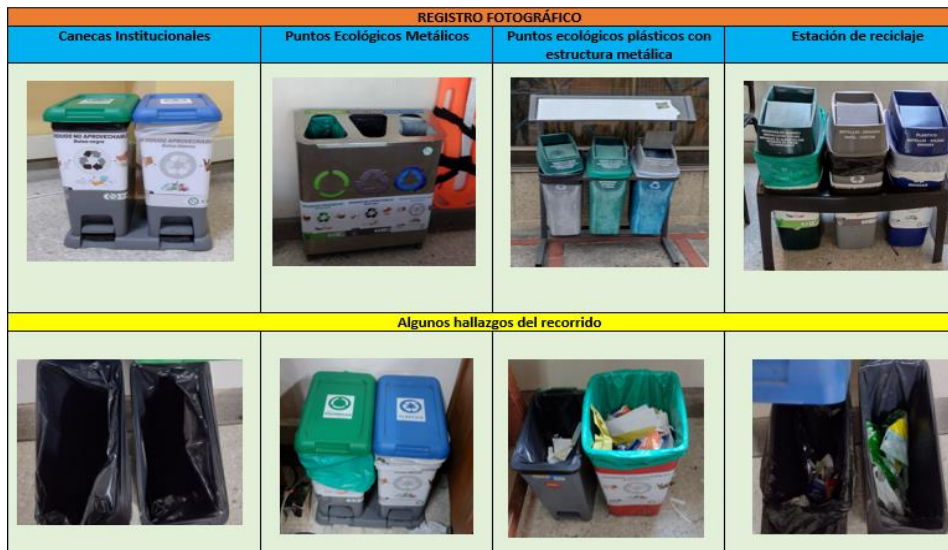 REGISTRO FOTOGRÁFICO
Canecas Institucionales
Puntos Ecológicos Metálicos
Puntos ecológicos plásticos con
estructura metálica
Estación de reciclaje
Algunos hallazgos del recorrido